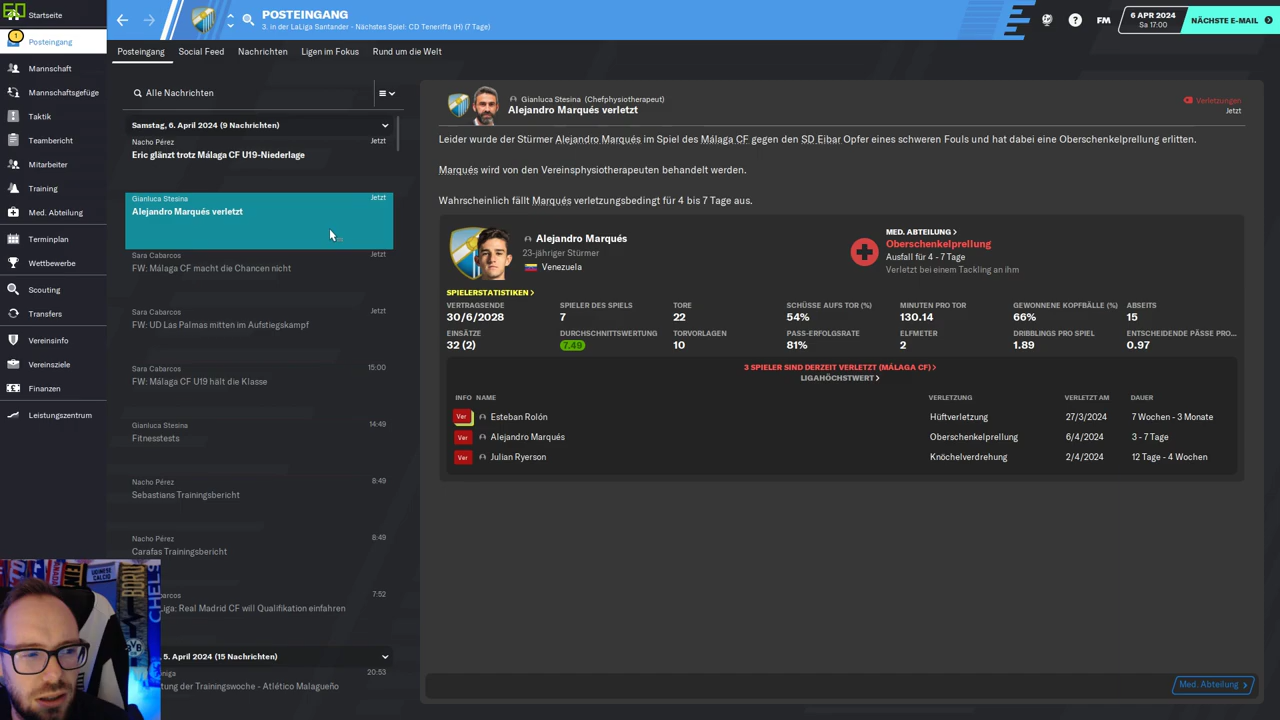 Startseite
1
Posteingang
Mannschaft
Mannschaftsgefüge
Taktik
Teambericht
Mitarbeiter
Training
Med. Abteilung
Terminplan
Wettbewerbe
Scouting
Transfers
Vereinsinfo
Vereinsziele
Finanzen
Leistungszentrum
POSTEINGANG
3. in der LaLiga Santander - Nächstes Spiel: CD Teneriffa (H) (7 Tage)
?
FM
6 APR 2024
Sa 17:00
NÄCHSTE E-MAIL
Posteingang
Social Feed
Nachrichten
Ligen im Fokus
Rund um die Welt
Alle Nachrichten
Samstag, 6. April 2024 (9 Nachrichten)
Nacho Pérez
Jetzt
Eric glänzt trotz Málaga CF U19-Niederlage
Gianluca Stesina
Jetzt
Alejandro Marqués verletzt
Sara Cabarcos
Jetzt
FW: Málaga CF macht die Chancen nicht
Sara Cabarcos
Jetzt
FW: UD Las Palmas mitten im Aufstiegskampf
Sara Cabarcos
15:00
FW: Málaga CF U19 hält die Klasse
Gianluca Stesina
14:49
Fitnesstests
Nacho Pérez
8:49
Sebastians Trainingsbericht
Nacho Pérez
8:49
Carafas Trainingsbericht
arcos
7:52
Liga: Real Madrid CF will Qualifikation einfahren
5. April 2024 (15 Nachrichten)
20:53
tung der Trainingswoche - Atlético Malagueño
Gianluca Stesina (Chefphysiotherapeut)
Alejandro Marqués verletzt
Verletzungen
Jetzt
Leider wurde der Stürmer Alejandro Marqués im Spiel des Málaga CF gegen den SD Eibar Opfer eines schweren Fouls und hat dabei eine Oberschenkelprellung erlitten.
Marqués wird von den Vereinsphysiotherapeuten behandelt werden.
Wahrscheinlich fällt Marqués verletzungsbedingt für 4 bis 7 Tage aus.
Alejandro Marqués
23-jähriger Stürmer
Venezuela
MED. ABTEILUNG >
Oberschenkelprellung
Ausfall für 4 - 7 Tage
Verletzt bei einem Tackling an ihm
SPIELERSTATISTIKEN >
VERTRAGSENDE
SPIELER DES SPIELS
TORE
SCHÜSSE AUFS TOR (%)
MINUTEN PRO TOR
GEWONNENE KOPFBÄLLE (%)
ABSEITS
30/6/2028
7
22
54%
130.14
66%
15
EINSÄTZE
DURCHSCHNITTSWERTUNG
TORVORLAGEN
PASS-ERFOLGSRATE
ELFMETER
DRIBBLINGS PRO SPIEL
ENTSCHEIDENDE PÄSSE PRO...
32 (2)
7.49
10
81%
2
1.89
0.97
3 SPIELER SIND DERZEIT VERLETZT (MÁLAGA CF) >
LIGAHÖCHSTWERT >
INFO
NAME
VERLETZUNG
VERLETZT AM
DAUER
Ver
Esteban Rolón
Hüftverletzung
27/3/2024
7 Wochen - 3 Monate
Ver
Alejandro Marqués
Oberschenkelprellung
6/4/2024
3 - 7 Tage
Ver
Julian Ryerson
Knöchelverdrehung
2/4/2024
12 Tage - 4 Wochen
Med. Abteilung >